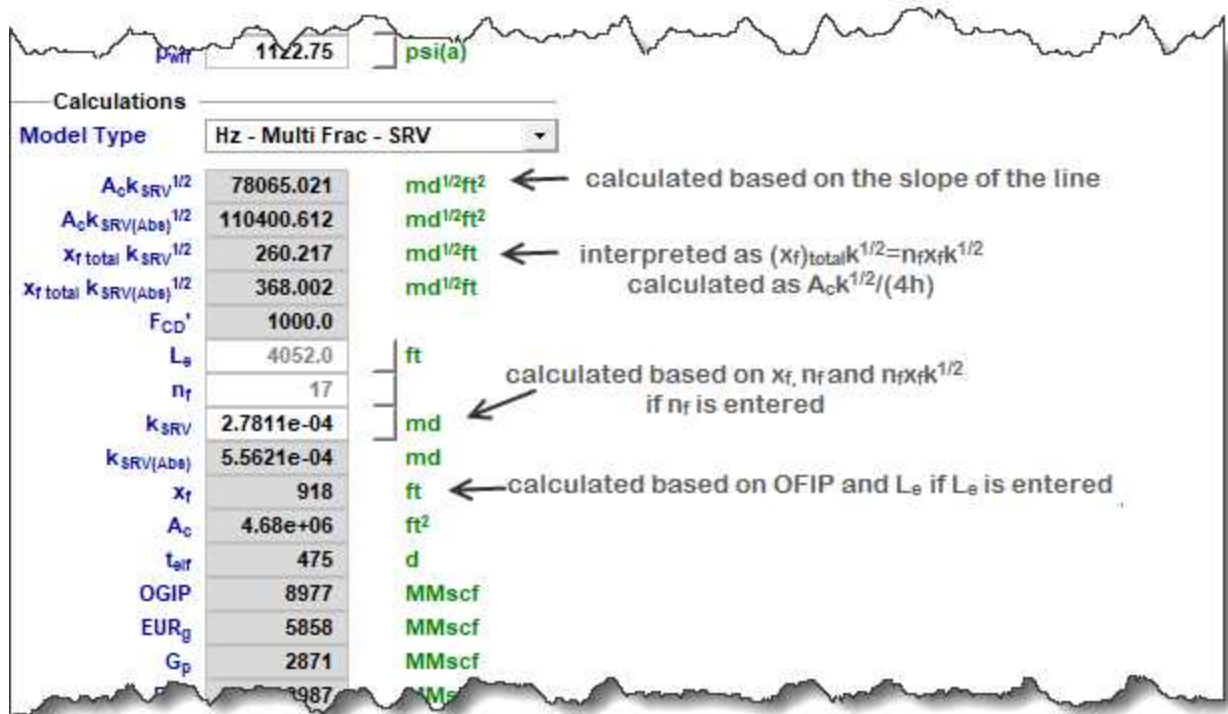 pwff 1122.75 psi(a)
Calculations
Model Type Hz - Multi Frac - SRV
AckSRV1/2 78065.021 md1/2ft2 calculated based on the slope of the line
AckSRV(Abs)1/2 110400.612 md1/2ft2
xf total kSRV1/2 260.217 md1/2ft interpreted as (xf)totalk1/2=nfxfk1/2
xf total kSRV(Abs)1/2 368.002 md1/2ft calculated as Ack1/2/(4h)
FCD' 1000.0
Le 4052.0 ft
nf 17 calculated based on xf, nf and nfxfk1/2
if nf is entered
kSRV 2.7811e-04 md
kSRV(Abs) 5.5621e-04 md
xf 918 ft calculated based on OFIP and Le if Le is entered
Ac 4.68e+06 ft2
telf 475 d
OGIP 8977 MMscf
EURg 5858 MMscf
Gp 2871 MMscf
987